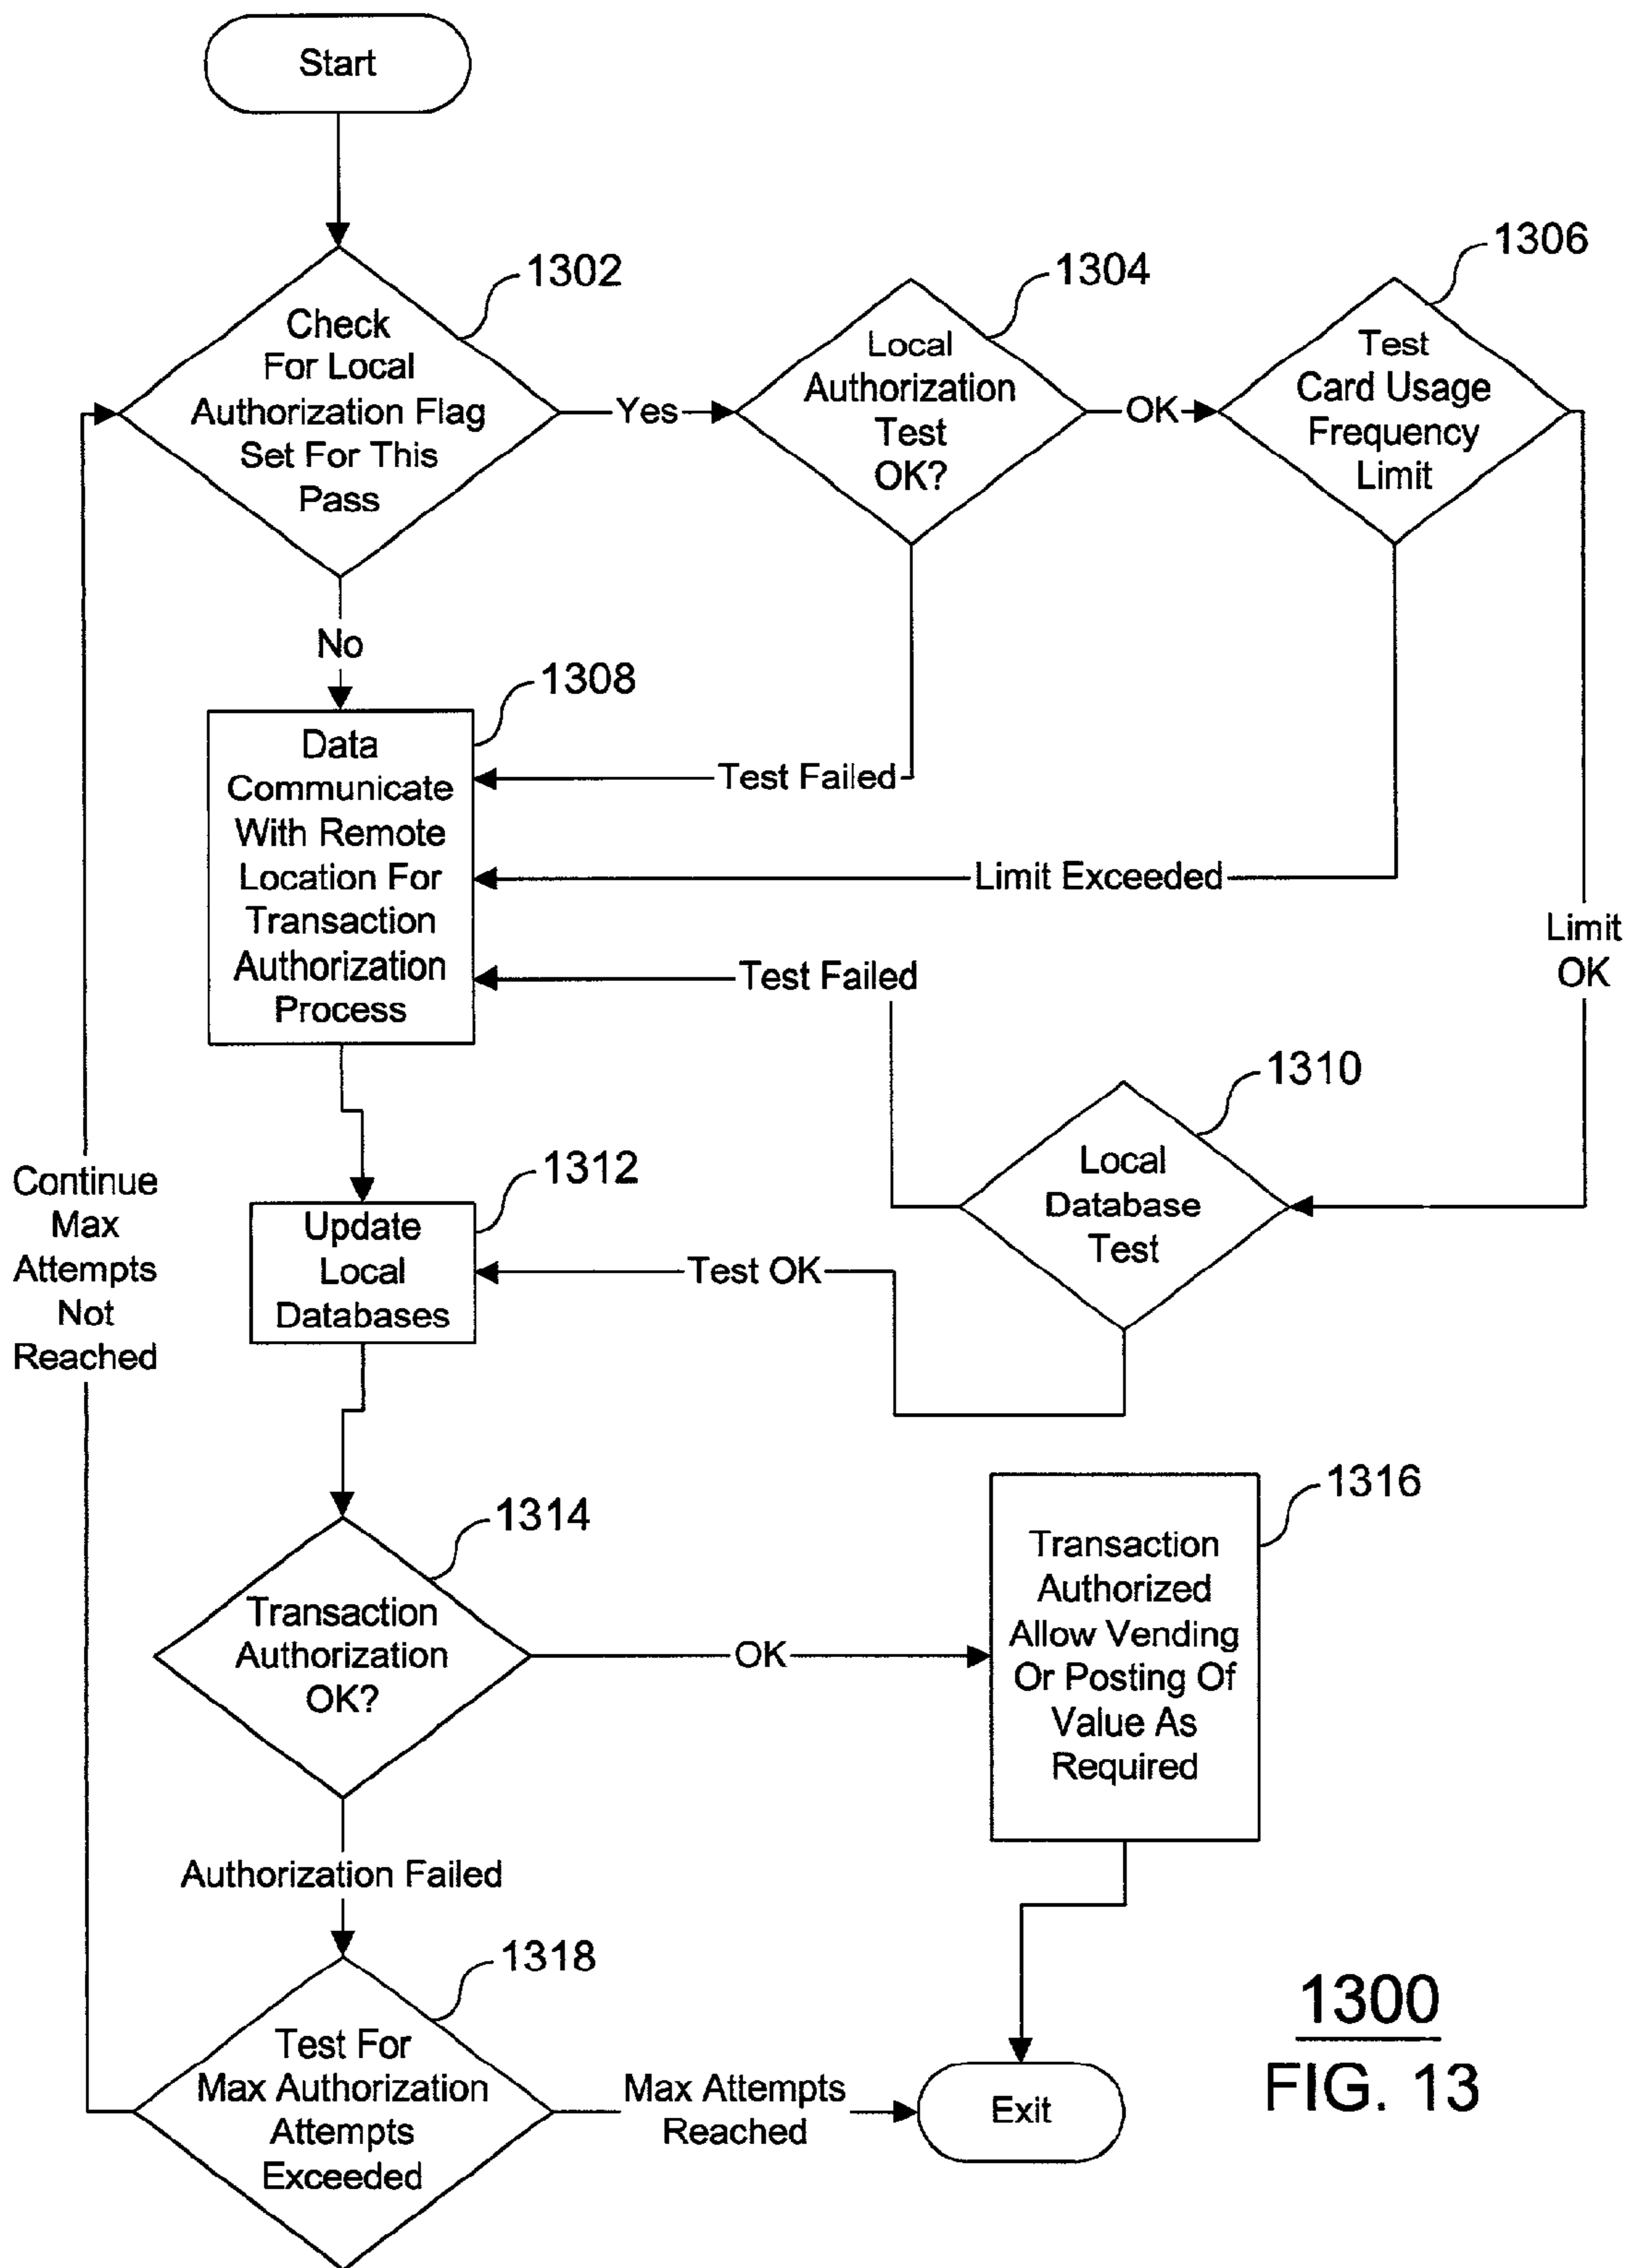 Start
1302
Check
For Local
Authorization Flag
Set For This
Pass
Yes
1304
Local
Authorization
Test
OK?
OK
1306
Test
Card Usage
Frequency
Limit
No
1308
Data
Communicate
With Remote
Location For
Transaction
Authorization
Process
Test Failed
Limit Exceeded
Test Failed
Limit
OK
1310
Local
Database
Test
Continue
Max
Attempts
Not
Reached
1312
Update
Local
Databases
Test OK
1314
Transaction
Authorization
OK?
OK
1316
Transaction
Authorized
Allow Vending
Or Posting Of
Value As
Required
Authorization Failed
1318
Test For
Max Authorization
Attempts
Exceeded
Max Attempts
Reached
Exit
1300
FIG. 13